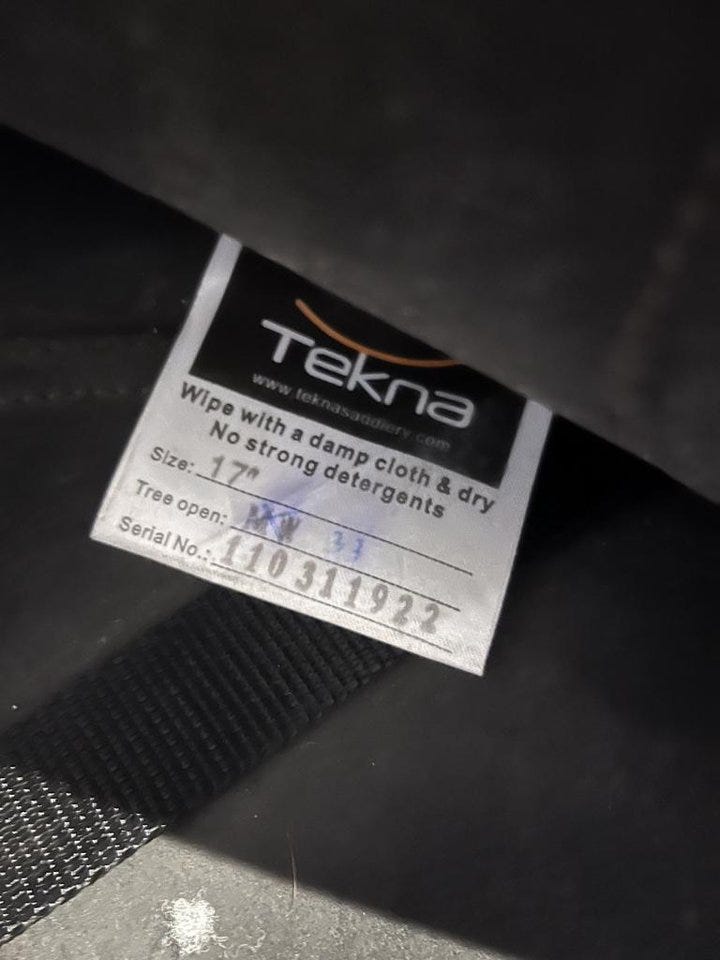 Tekna
www.teknasaddlery.com
Wipe with a damp cloth & dry
No strong detergents
Size: 17"
Tree open: 33
Serial No.: 110311922